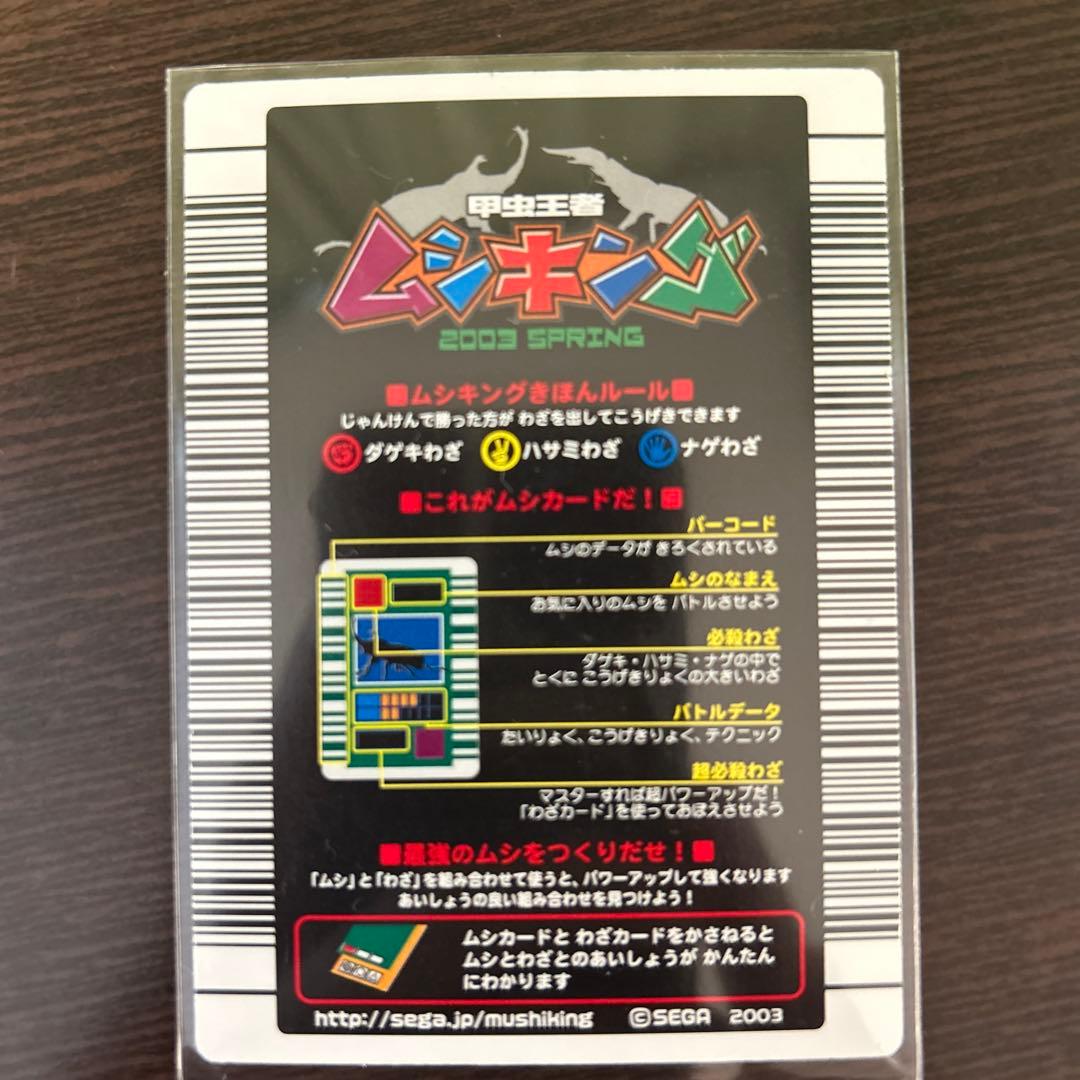 甲虫王者
ムシキング
2003 SPRING
■ムシキングきほんルール■
じゃんけんで勝った方が わざを出してこうげきできます
ダゲキわざ ハサミわざ ナゲわざ
■これがムシカードだ！■
バーコード
ムシのデータが きろくされている
ムシのなまえ
お気に入りのムシを バトルさせよう
必殺わざ
ダゲキ・ハサミ・ナゲの中で
とくに こうげきりょくの大きいわざ
バトルデータ
たいりょく、こうげきりょく、テクニック
超必殺わざ
マスターすれば超パワーアップだ！
「わざカード」を使っておぼえさせよう
■最強のムシをつくりだせ！■
「ムシ」と「わざ」を組み合わせて使うと、パワーアップして強くなります
あいしょうの良い組み合わせを見つけよう！
ムシカードと わざカードをかさねると
ムシとわざとのあいしょうが かんたん
にわかります
http://sega.jp/mushiking ©SEGA 2003